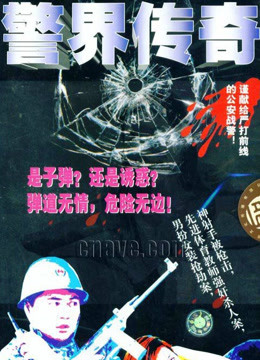 警界传奇
谨献给严打前线
的公安战警！
是子弹？还是诱惑？
弹道无情，危险无边！
cnave.com
神射手被枪击，
先进体育教师强奸杀人案，
男扮女装抢劫案，